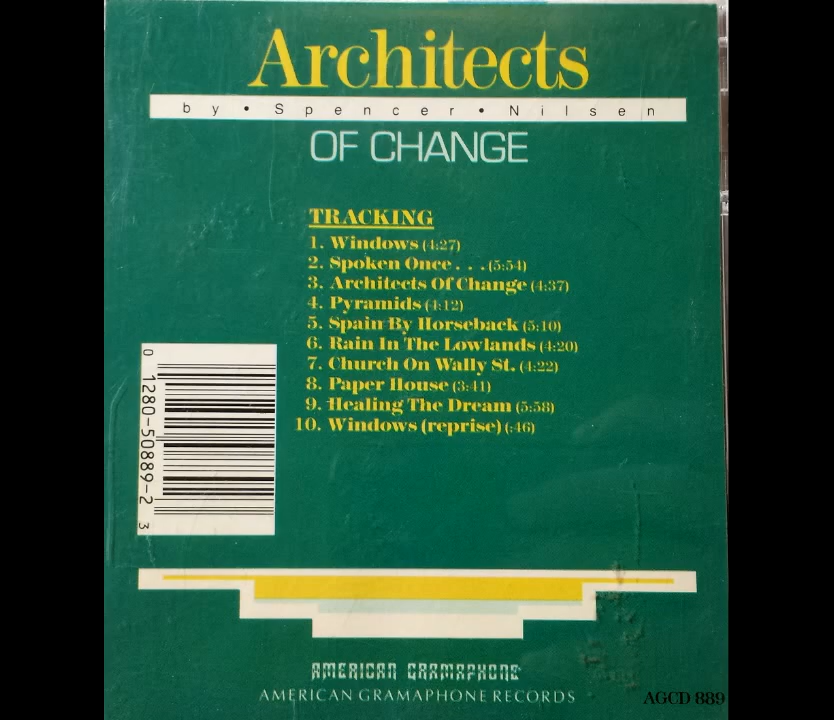 Architects
by • Spencer • Nilsen
OF CHANGE
TRACKING
1. Windows (4:27)
2. Spoken Once . . . (5:54)
3. Architects Of Change (4:37)
4. Pyramids (4:12)
5. Spain By Horseback (5:10)
6. Rain In The Lowlands (4:20)
7. Church On Wally St. (4:22)
8. Paper House (3:41)
9. Healing The Dream (5:58)
10. Windows (reprise) (:46)
0 1280-50889-2 3
AMERICAN GRAMAPHONE
AMERICAN GRAMAPHONE RECORDS
AGCD 889